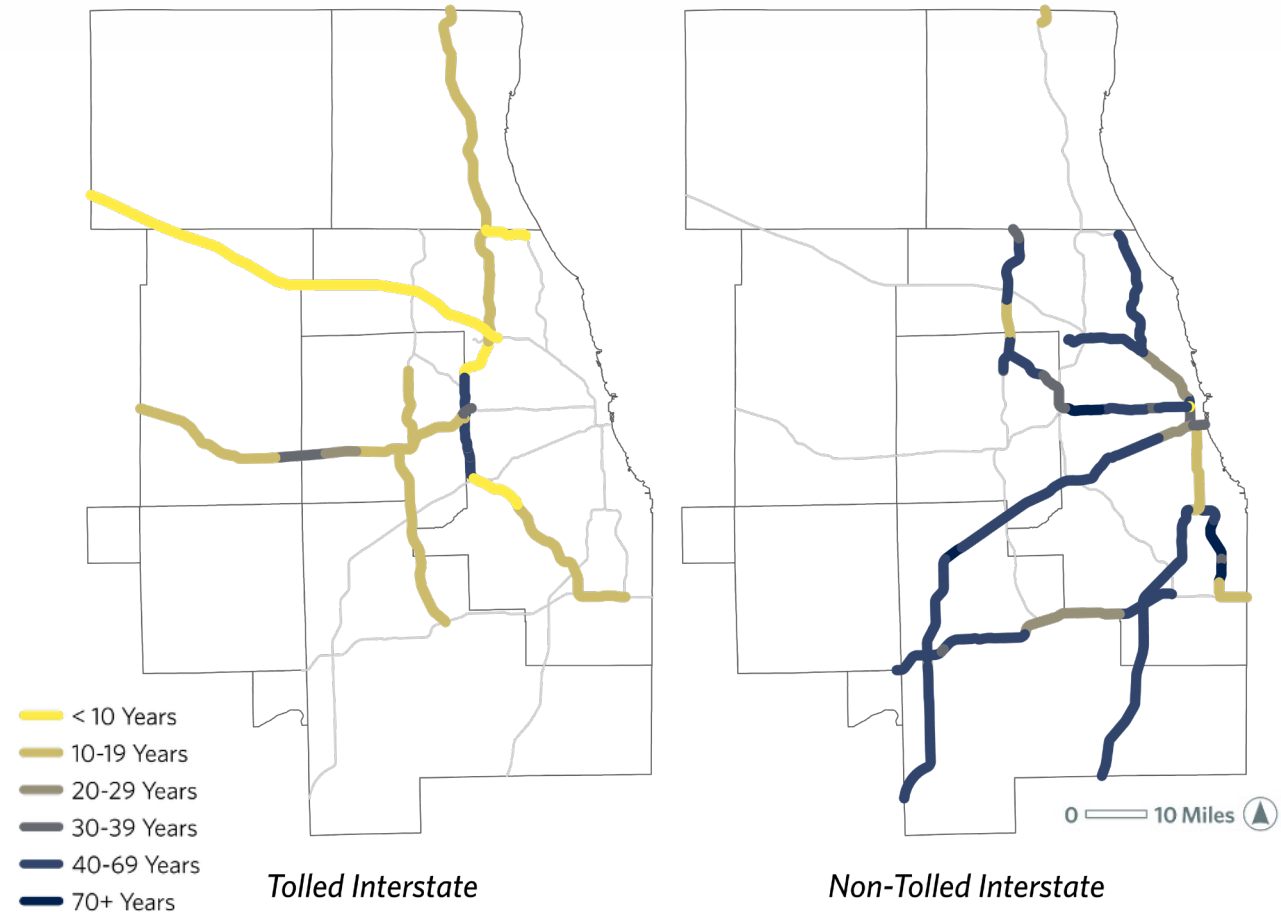 < 10 Years
10-19 Years
20-29 Years
30-39 Years
40-69 Years
70+ Years
0 10 Miles
Tolled Interstate
Non-Tolled Interstate